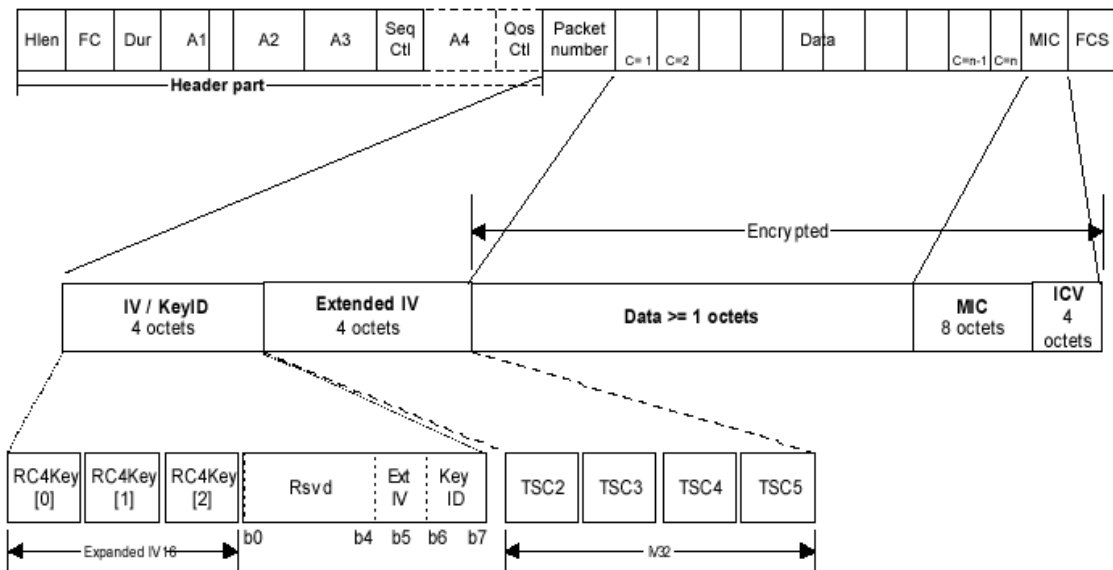 Hlen FC Dur A1 A2 A3 Seq Ctl A4 Qos Ctl Packet number C= 1 C=2 Data C=n-1 C=n MIC FCS
Header part
Encrypted
IV / KeyID
4 octets
Extended IV
4 octets
Data >= 1 octets
MIC
8 octets
ICV
4
octets
RC4Key
[0]
RC4Key
[1]
RC4Key
[2]
Rsvd
Ext
IV
Key
ID
TSC2
TSC3
TSC4
TSC5
b0 b4 b5 b6 b7
Expanded IV16
IV32